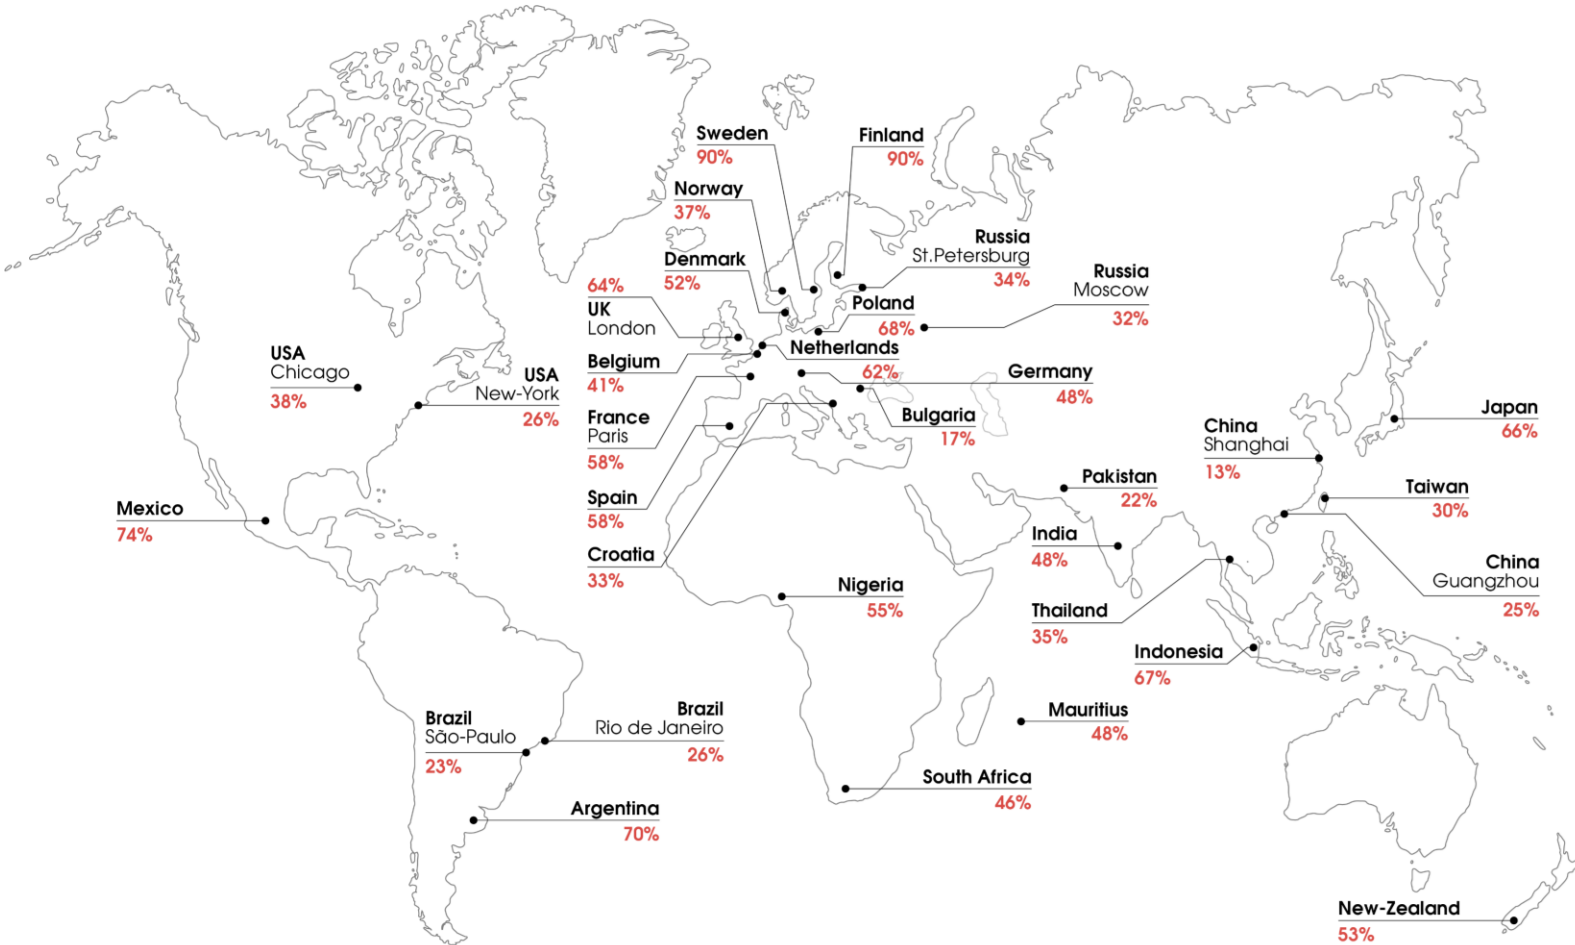 Sweden
90%
Finland
90%
Norway
37%
Denmark
52%
Russia
St.Petersburg
34%
Russia
Moscow
32%
64%
UK
London
Poland
68%
Netherlands
62%
Belgium
41%
Germany
48%
USA
Chicago
38%
USA
New-York
26%
France
Paris
58%
Bulgaria
17%
Japan
66%
China
Shanghai
13%
Pakistan
22%
Taiwan
30%
Mexico
74%
Spain
58%
Croatia
33%
India
48%
China
Guangzhou
25%
Nigeria
55%
Thailand
35%
Indonesia
67%
Brazil
São-Paulo
23%
Brazil
Rio de Janeiro
26%
Mauritius
48%
South Africa
46%
Argentina
70%
New-Zealand
53%